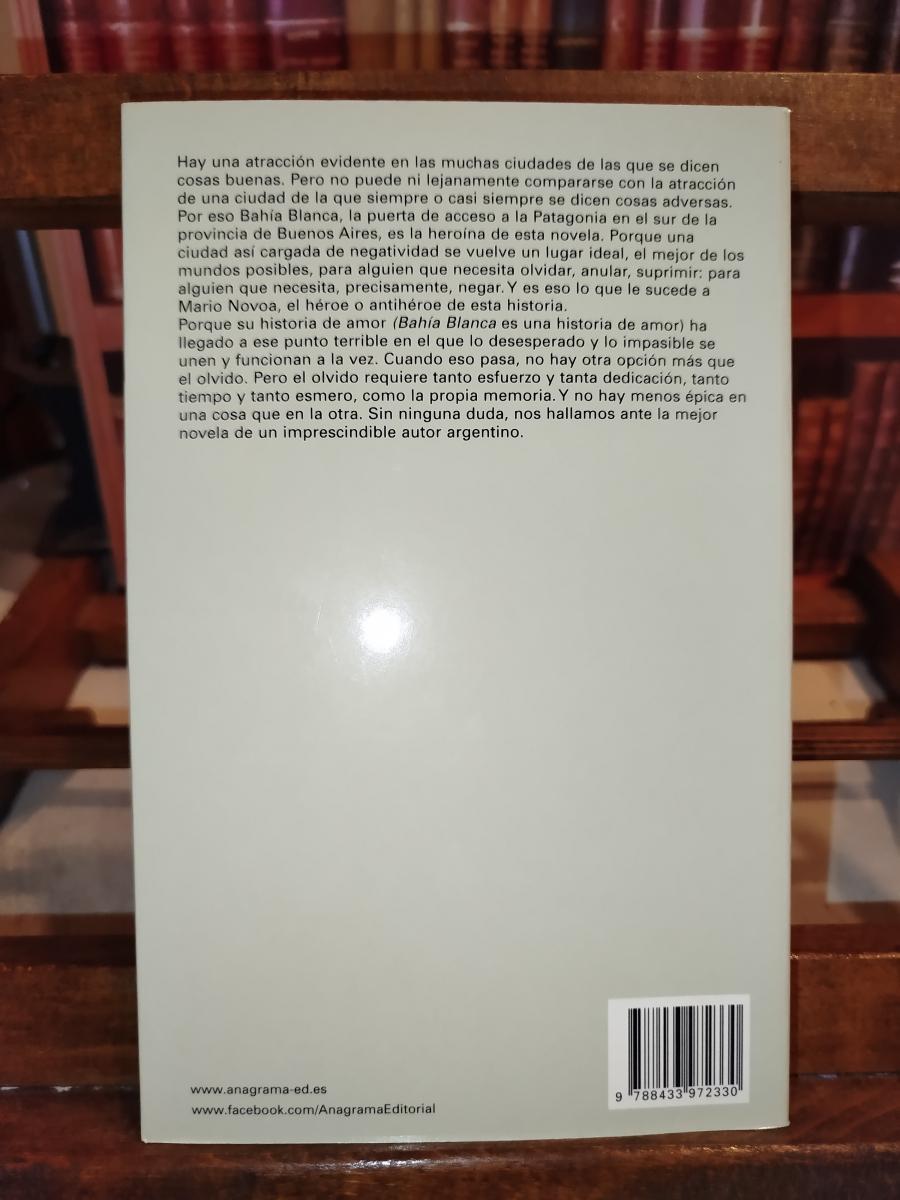 Hay una atracción evidente en las muchas ciudades de las que se dicen
cosas buenas. Pero no puede ni lejanamente compararse con la atracción
de una ciudad de la que siempre o casi siempre se dicen cosas adversas.
Por eso Bahía Blanca, la puerta de acceso a la Patagonia en el sur de la
provincia de Buenos Aires, es la heroína de esta novela. Porque una
ciudad así cargada de negatividad se vuelve un lugar ideal, el mejor de los
mundos posibles, para alguien que necesita olvidar, anular, suprimir: para
alguien que necesita, precisamente, negar. Y es eso lo que le sucede a
Mario Novoa, el héroe o antihéroe de esta historia.
Porque su historia de amor (Bahía Blanca es una historia de amor) ha
llegado a ese punto terrible en el que lo desesperado y lo impasible se
unen y funcionan a la vez. Cuando eso pasa, no hay otra opción más que
el olvido. Pero el olvido requiere tanto esfuerzo y tanta dedicación, tanto
tiempo y tanto esmero, como la propia memoria. Y no hay menos épica en
una cosa que en la otra. Sin ninguna duda, nos hallamos ante la mejor
novela de un imprescindible autor argentino.
www.anagrama-ed.es
www.facebook.com/AnagramaEditorial
9 788433 972330